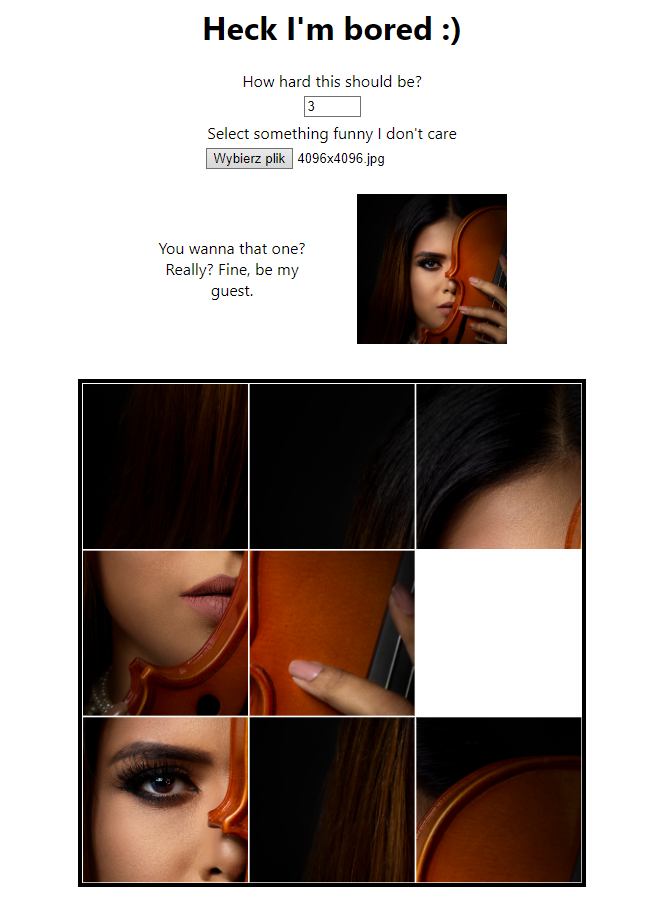 Heck I'm bored :)
How hard this should be?
3
Select something funny I don't care
Wybierz plik 4096x4096.jpg
You wanna that one?
Really? Fine, be my
guest.